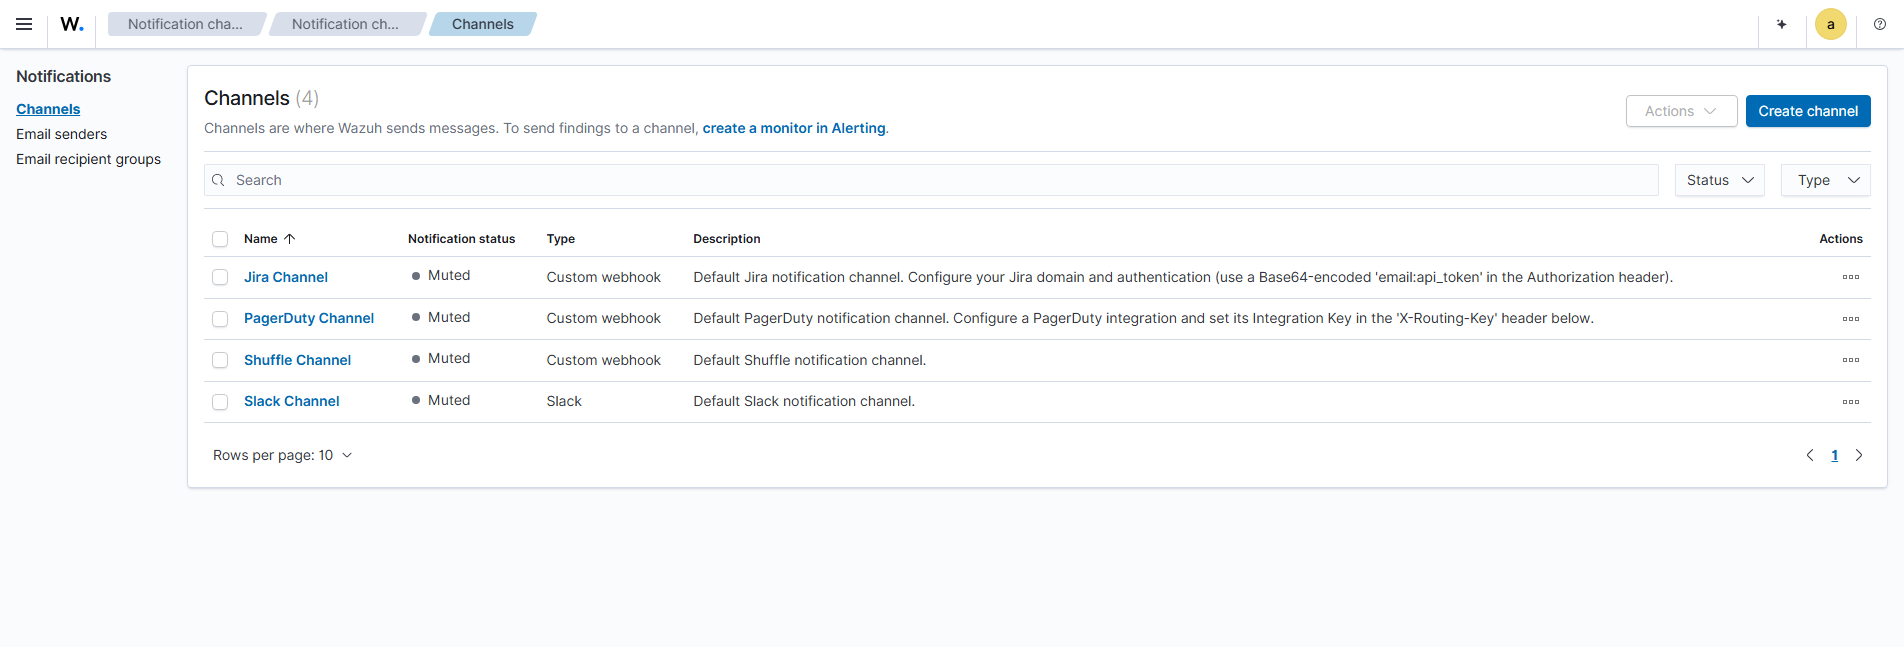 W.
Notification cha...
Notification ch...
Channels
a
Notifications
Channels
Email senders
Email recipient groups
Channels (4)
Channels are where Wazuh sends messages. To send findings to a channel, create a monitor in Alerting.
Actions
Create channel
Search
Status
Type
Name Notification status Type Description Actions
Jira Channel Muted Custom webhook Default Jira notification channel. Configure your Jira domain and authentication (use a Base64-encoded 'email:api_token' in the Authorization header).
PagerDuty Channel Muted Custom webhook Default PagerDuty notification channel. Configure a PagerDuty integration and set its Integration Key in the 'X-Routing-Key' header below.
Shuffle Channel Muted Custom webhook Default Shuffle notification channel.
Slack Channel Muted Slack Default Slack notification channel.
Rows per page: 10
1